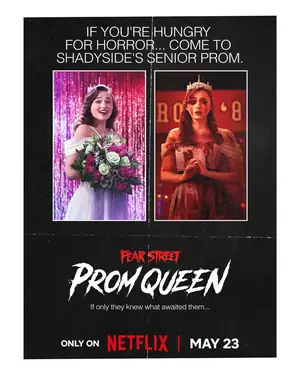 IF YOU'RE HUNGRY
FOR HORROR... COME TO
SHADYSIDE'S SENIOR PROM.
FEAR STREET
PROM QUEEN
If only they knew what awaited them...
ONLY ON NETFLIX | MAY 23